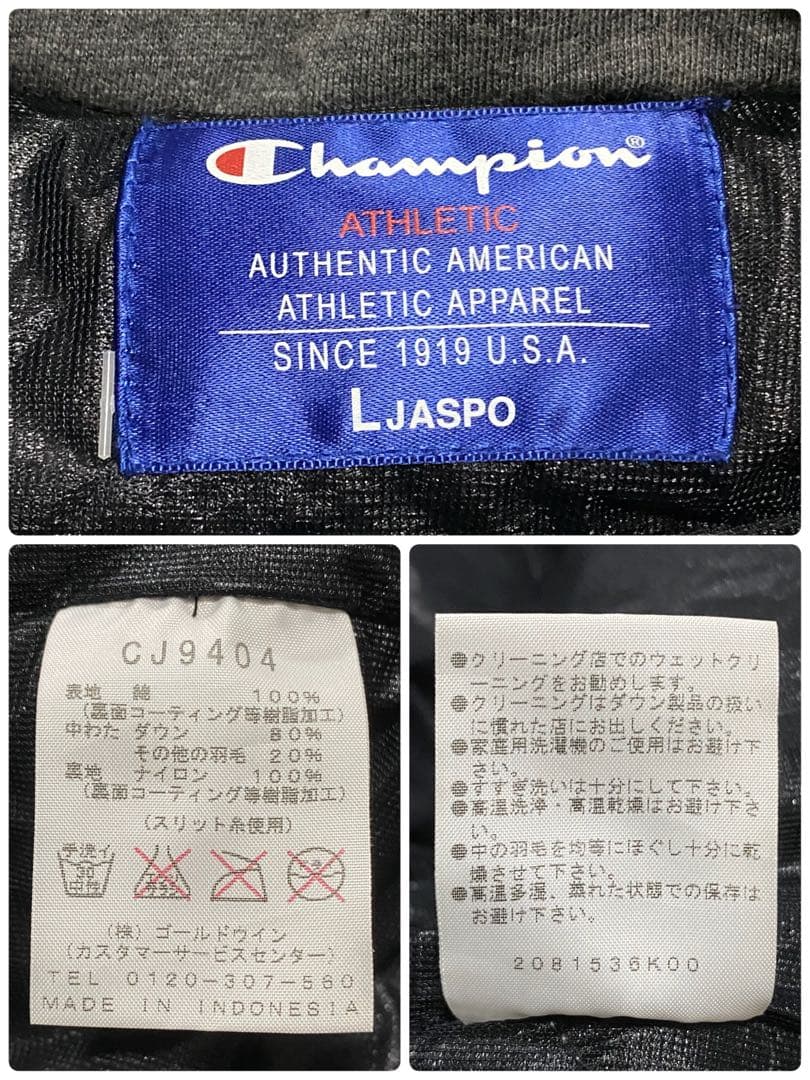 Champion®
ATHLETIC
AUTHENTIC AMERICAN
ATHLETIC APPAREL
SINCE 1919 U.S.A.
L JASPO
CJ9404
表地 綿 100%
(裏面コーティング等樹脂加工)
中わた ダウン 80%
その他の羽毛 20%
裏地 ナイロン 100%
(裏面コーティング等樹脂加工)
(スリット糸使用)
手洗イ
30
中性
(株)ゴールドウイン
(カスタマーサービスセンター)
TEL 0120-307-560
MADE IN INDONESIA
●クリーニング店でのウェットクリ
ーニングをお勧めします。
●クリーニングはダウン製品の扱い
に慣れた店にお出しください。
●家庭用洗濯機のご使用はお避け下
さい。
●すすぎ洗いは十分にして下さい。
●高温洗浄・高温乾燥はお避け下さ
い。
●中の羽毛を均等にほぐし十分に乾
燥させて下さい。
●高温多湿、蒸れた状態での保存は
お避け下さい。
2081536K00